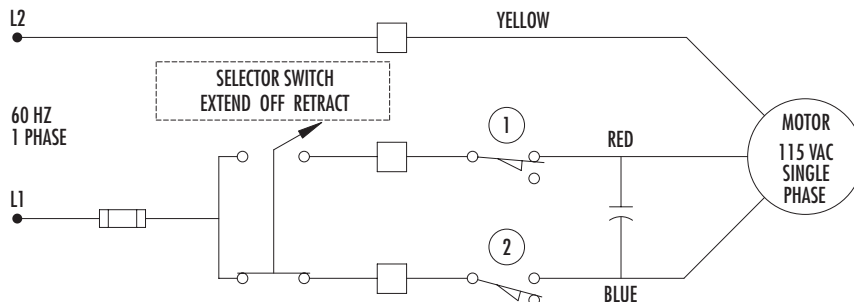 L2
YELLOW
SELECTOR SWITCH
EXTEND OFF RETRACT
60 HZ
1 PHASE
1
RED
MOTOR
115 VAC
SINGLE
PHASE
L1
2
BLUE